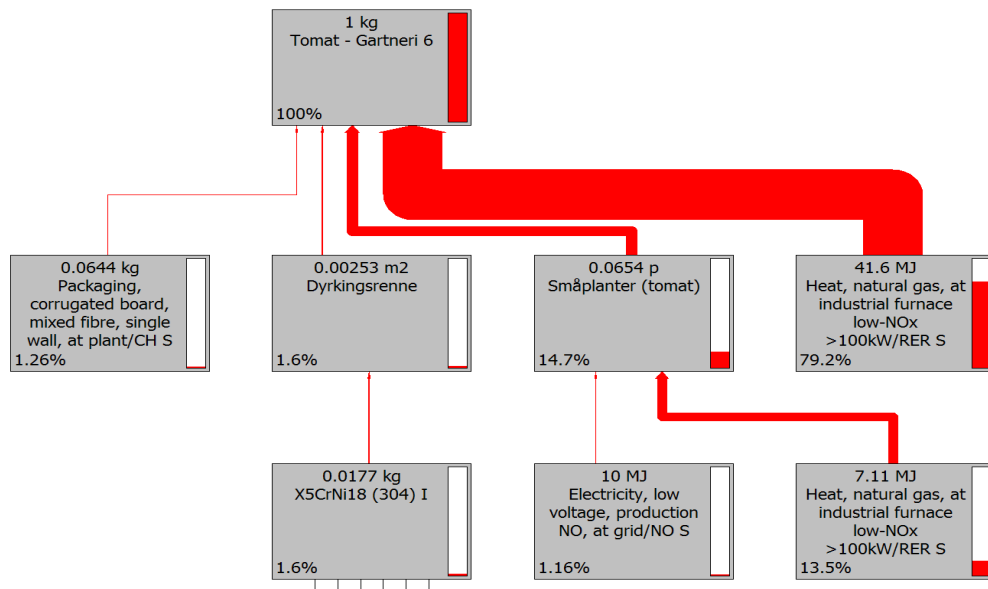 1 kg
Tomat - Gartneri 6
100%
0.0644 kg
Packaging,
corrugated board,
mixed fibre, single
wall, at plant/CH S
1.26%
0.00253 m2
Dyrkingsrenne
1.6%
0.0654 p
Småplanter (tomat)
14.7%
41.6 MJ
Heat, natural gas, at
industrial furnace
low-NOx
>100kW/RER S
79.2%
0.0177 kg
X5CrNi18 (304) I
1.6%
10 MJ
Electricity, low
voltage, production
NO, at grid/NO S
1.16%
7.11 MJ
Heat, natural gas, at
industrial furnace
low-NOx
>100kW/RER S
13.5%